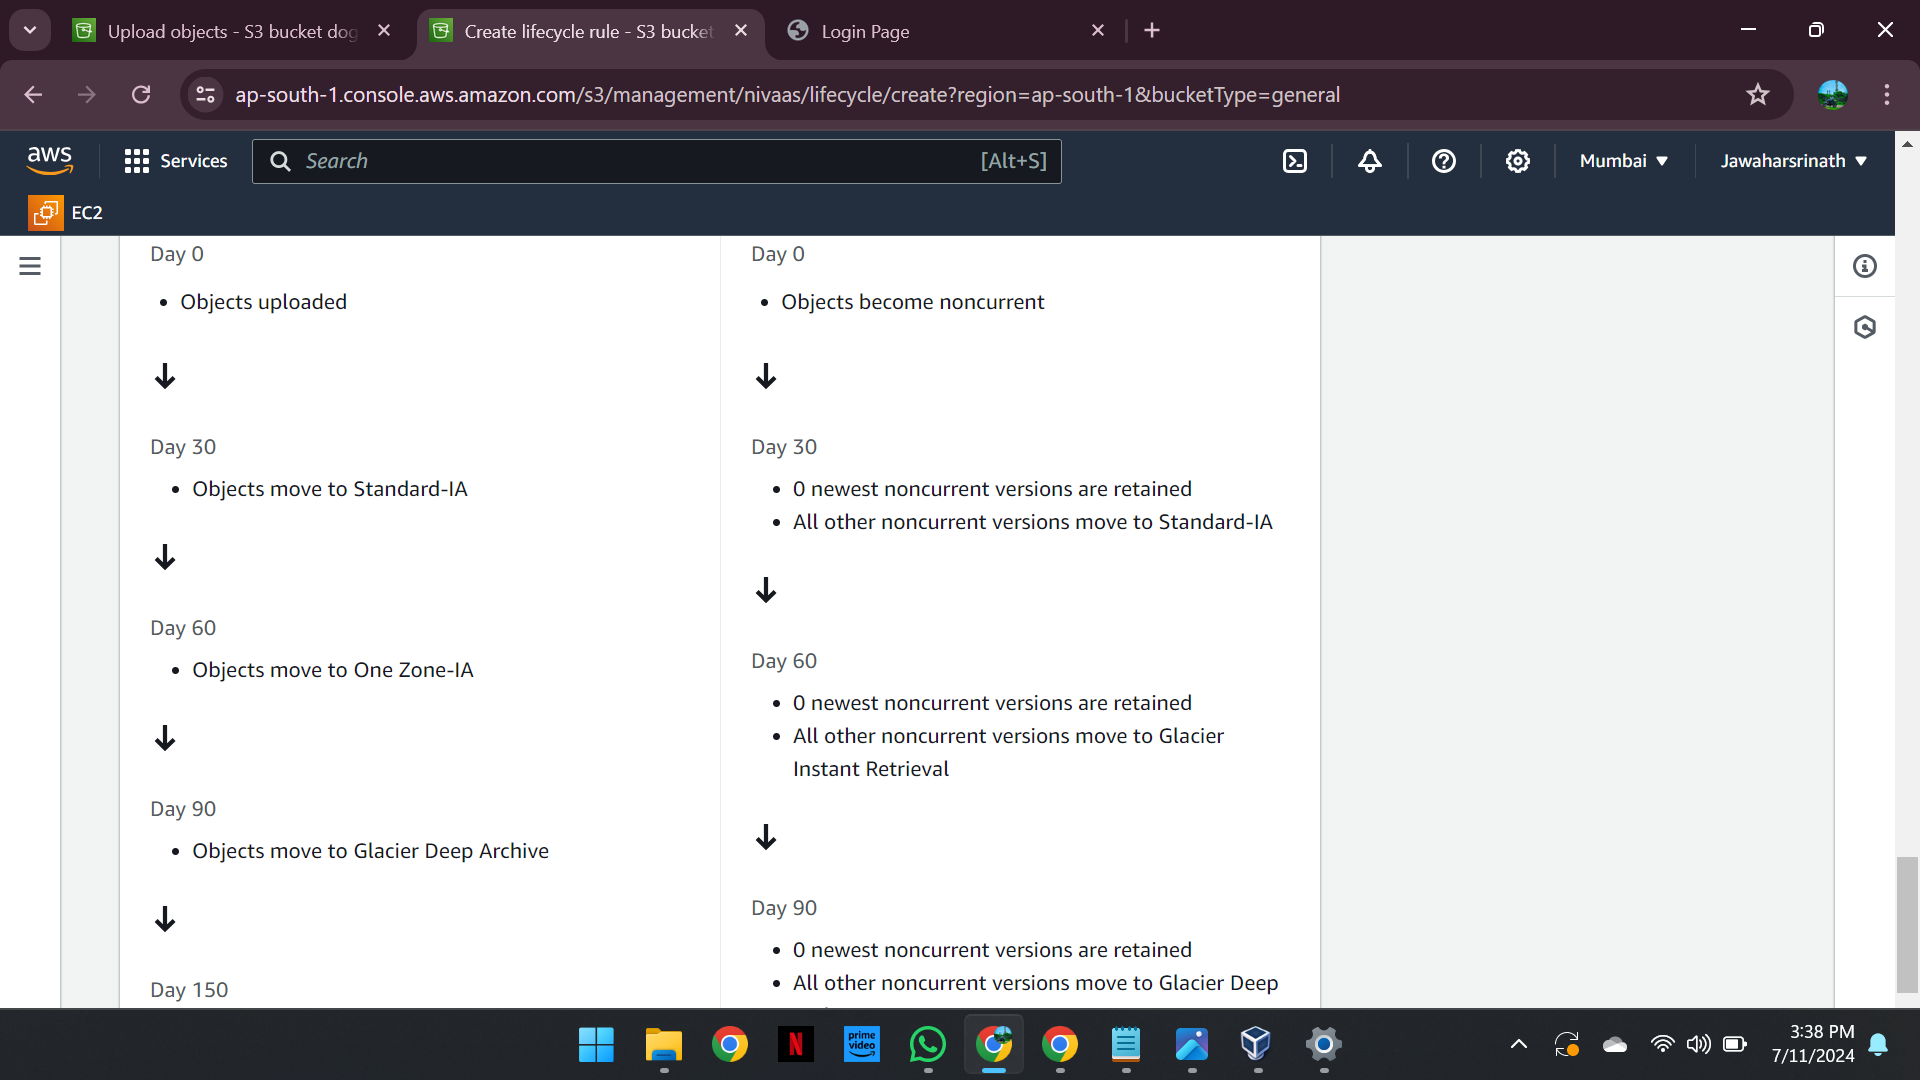 Upload objects - S3 bucket dog
Create lifecycle rule - S3 bucket
Login Page
ap-south-1.console.aws.amazon.com/s3/management/nivaas/lifecycle/create?region=ap-south-1&bucketType=general
aws
Services
Search
[Alt+S]
Mumbai
Jawaharsrinath
EC2
Day 0
• Objects uploaded
Day 30
• Objects move to Standard-IA
Day 60
• Objects move to One Zone-IA
Day 90
• Objects move to Glacier Deep Archive
Day 150
Day 0
• Objects become noncurrent
Day 30
• 0 newest noncurrent versions are retained
• All other noncurrent versions move to Standard-IA
Day 60
• 0 newest noncurrent versions are retained
• All other noncurrent versions move to Glacier
Instant Retrieval
Day 90
• 0 newest noncurrent versions are retained
• All other noncurrent versions move to Glacier Deep
N
prime
video
3:38 PM
7/11/2024